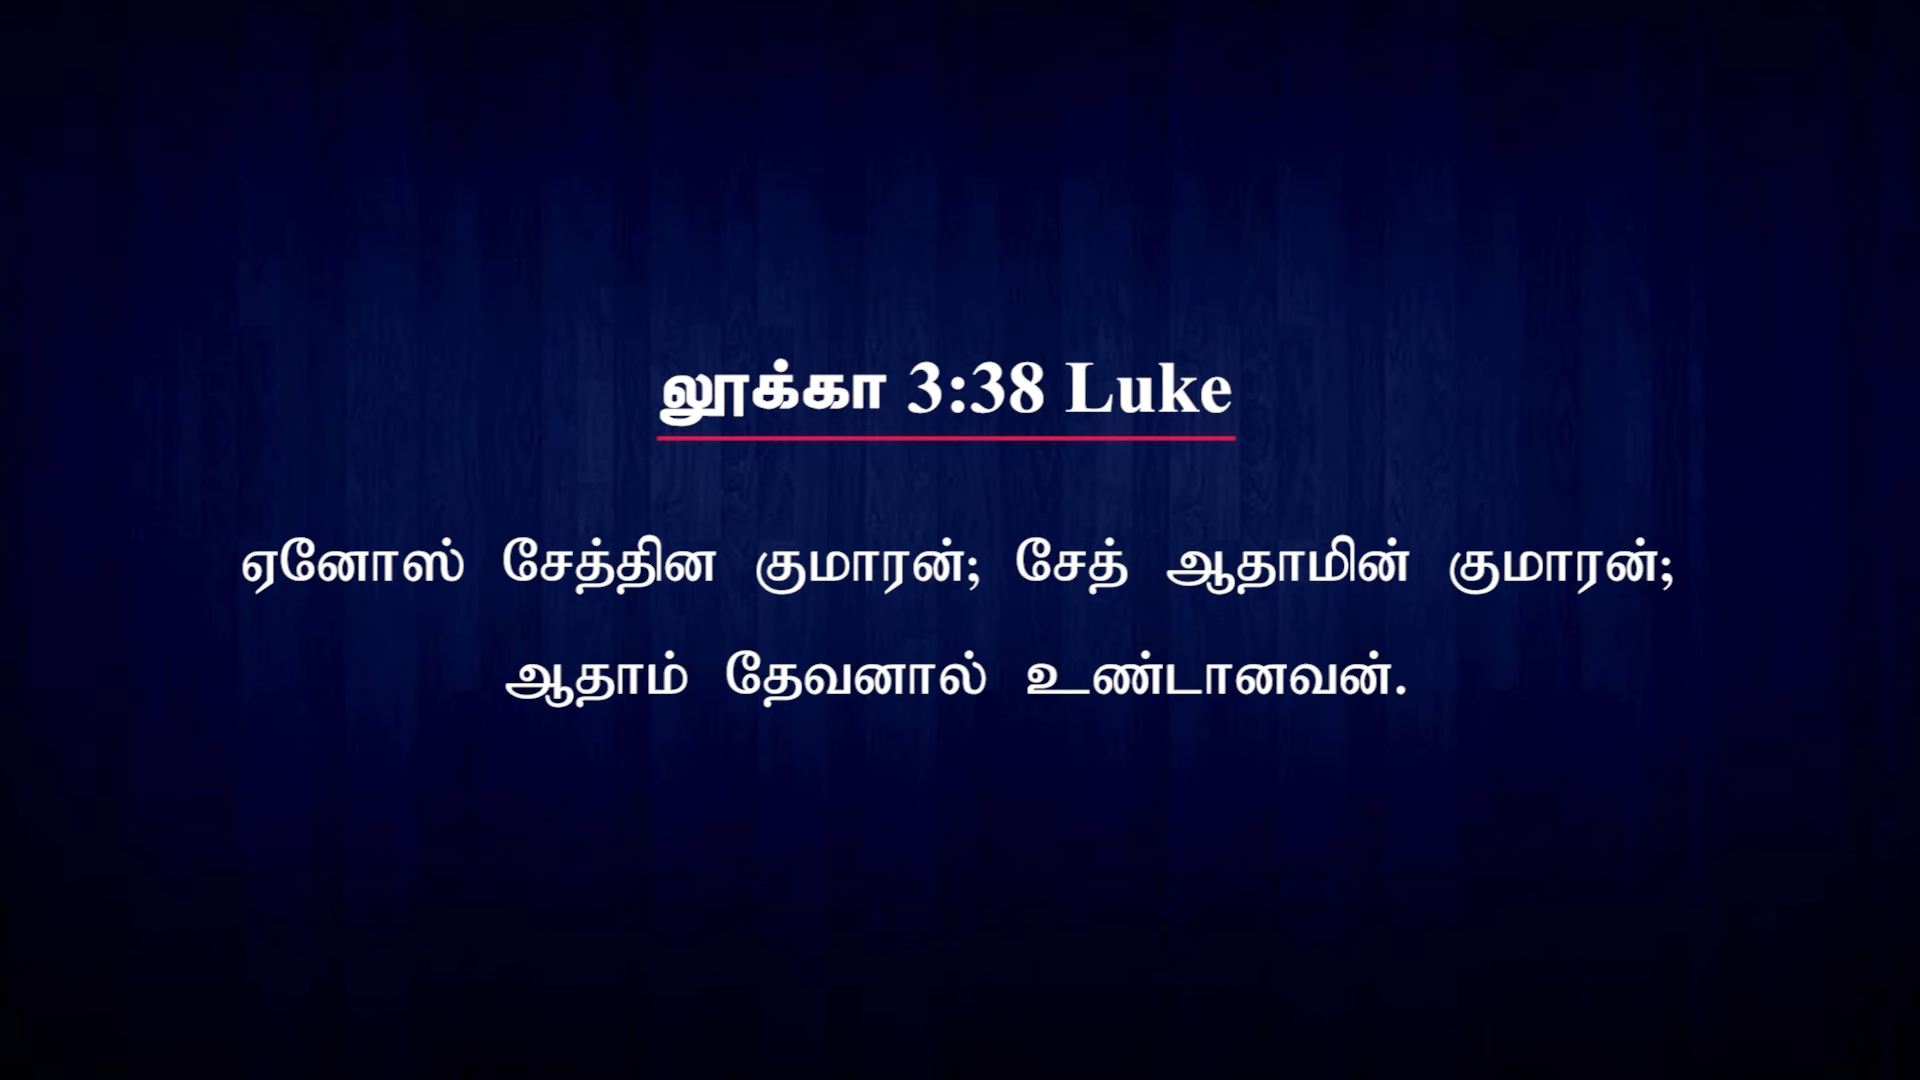 லூக்கா 3:38 Luke
ஏனோஸ் சேத்தின குமாரன்; சேத் ஆதாமின் குமாரன்;
ஆதாம் தேவனால் உண்டானவன்.